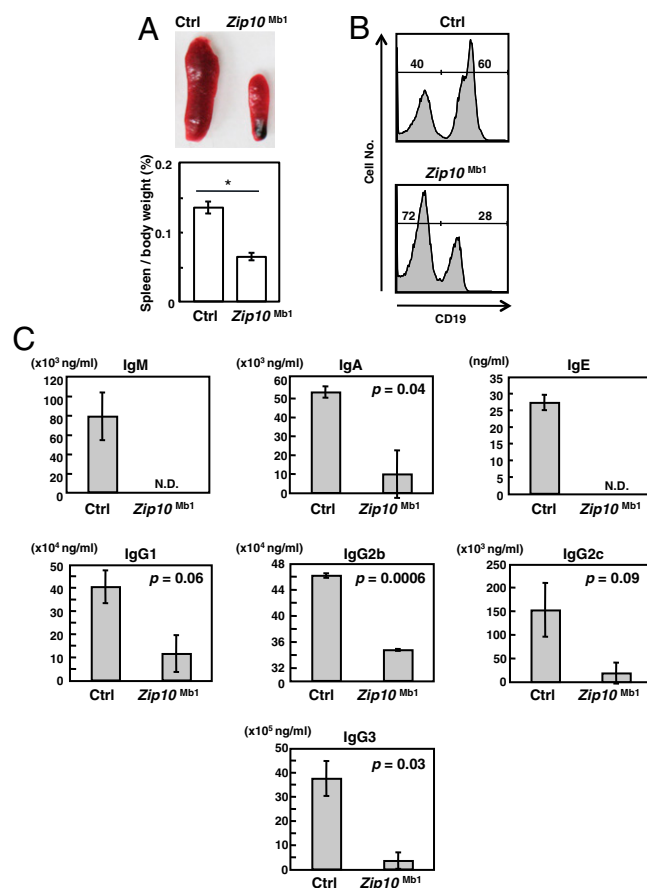 A
Ctrl Zip10 Mb1
Spleen / body weight (%)
0.2
0.1
0
*
Ctrl Zip10 Mb1
B
Ctrl
40 60
Zip10 Mb1
72 28
Cell No.
CD19
C
(x10³ ng/ml) IgM
120
100
80
60
40
20
0
N.D.
Ctrl Zip10 Mb1
(x10³ ng/ml) IgA
60
50
40
30
20
10
0
p = 0.04
Ctrl Zip10 Mb1
(ng/ml) IgE
35
30
25
20
15
10
5
0
N.D.
Ctrl Zip10 Mb1
(x10⁴ ng/ml) IgG1
50
40
30
20
10
0
p = 0.06
Ctrl Zip10 Mb1
(x10⁴ ng/ml) IgG2b
48
44
40
36
32
0
p = 0.0006
Ctrl Zip10 Mb1
(x10³ ng/ml) IgG2c
250
200
150
100
50
0
p = 0.09
Ctrl Zip10 Mb1
(x10⁵ ng/ml) IgG3
50
40
30
20
10
0
p = 0.03
Ctrl Zip10 Mb1